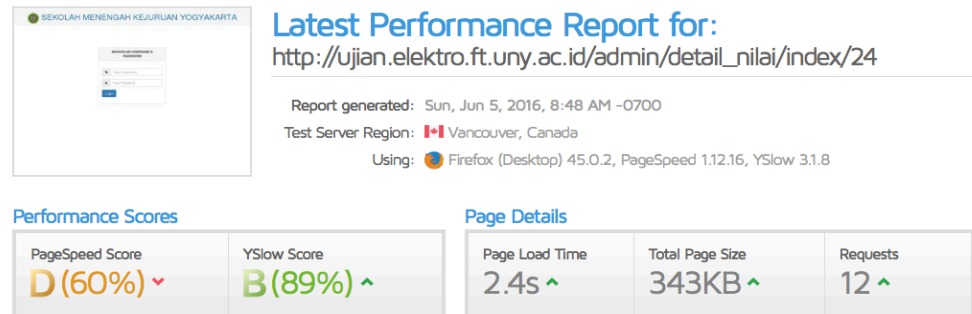 SEKOLAH MENENGAH KEJURUAN YOGYAKARTA
Latest Performance Report for:
http://ujian.elektro.ft.uny.ac.id/admin/detail_nilai/index/24
Report generated: Sun, Jun 5, 2016, 8:48 AM -0700
Test Server Region: Vancouver, Canada
Using: Firefox (Desktop) 45.0.2, PageSpeed 1.12.16, YSlow 3.1.8
Performance Scores
Page Details
PageSpeed Score
YSlow Score
Page Load Time
Total Page Size
Requests
D (60%)
B (89%)
2.4s
343KB
12